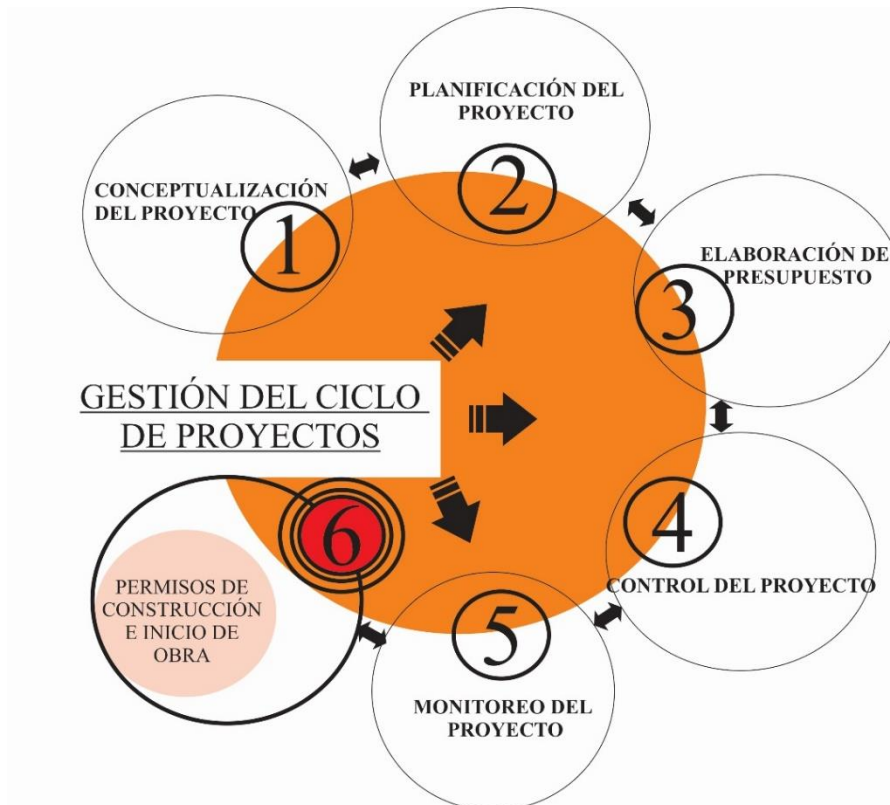 PLANIFICACIÓN DEL
PROYECTO
2
CONCEPTUALIZACIÓN
DEL PROYECTO
1
ELABORACIÓN DE
PRESUPUESTO
3
GESTIÓN DEL CICLO
DE PROYECTOS
4
CONTROL DEL PROYECTO
6
PERMISOS DE
CONSTRUCCIÓN
E INICIO DE
OBRA
5
MONITOREO DEL
PROYECTO